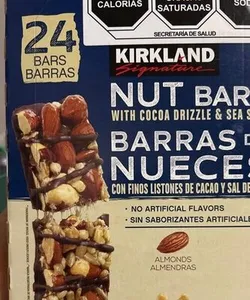 CALORÍAS
SATURADAS
SECRETARÍA DE SALUD
24
BARS
BARRAS
KIRKLAND
Signature
NUT BAR
WITH COCOA DRIZZLE & SEA S
BARRAS D
NUECES
CON FINOS LISTONES DE CACAO Y SAL DE
• NO ARTIFICIAL FLAVORS
• SIN SABORIZANTES ARTIFICIALE
ALMONDS
ALMENDRAS